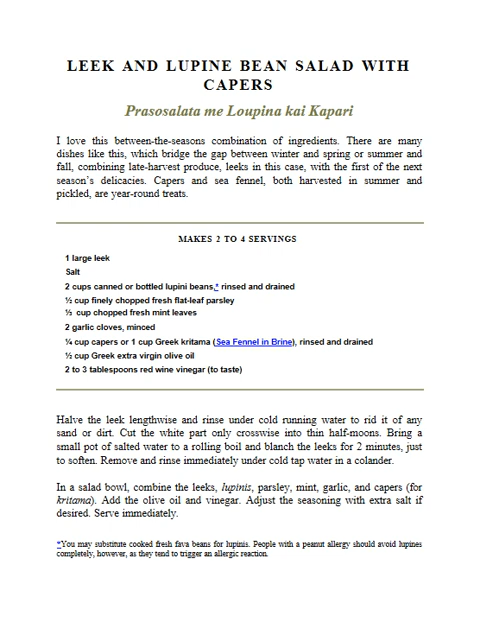 LEEK AND LUPINE BEAN SALAD WITH
CAPERS
Prasosalata me Loupina kai Kapari
I love this between-the-seasons combination of ingredients. There are many
dishes like this, which bridge the gap between winter and spring or summer and
fall, combining late-harvest produce, leeks in this case, with the first of the next
season's delicacies. Capers and sea fennel, both harvested in summer and
pickled, are year-round treats.
MAKES 2 TO 4 SERVINGS
1 large leek
Salt
2 cups canned or bottled lupini beans,* rinsed and drained
½ cup finely chopped fresh flat-leaf parsley
⅓ cup chopped fresh mint leaves
2 garlic cloves, minced
¼ cup capers or 1 cup Greek kritama (Sea Fennel in Brine), rinsed and drained
½ cup Greek extra virgin olive oil
2 to 3 tablespoons red wine vinegar (to taste)
Halve the leek lengthwise and rinse under cold running water to rid it of any
sand or dirt. Cut the white part only crosswise into thin half-moons. Bring a
small pot of salted water to a rolling boil and blanch the leeks for 2 minutes, just
to soften. Remove and rinse immediately under cold tap water in a colander.
In a salad bowl, combine the leeks, lupinis, parsley, mint, garlic, and capers (for
kritama). Add the olive oil and vinegar. Adjust the seasoning with extra salt if
desired. Serve immediately.
*You may substitute cooked fresh fava beans for lupinis. People with a peanut allergy should avoid lupines
completely, however, as they tend to trigger an allergic reaction.